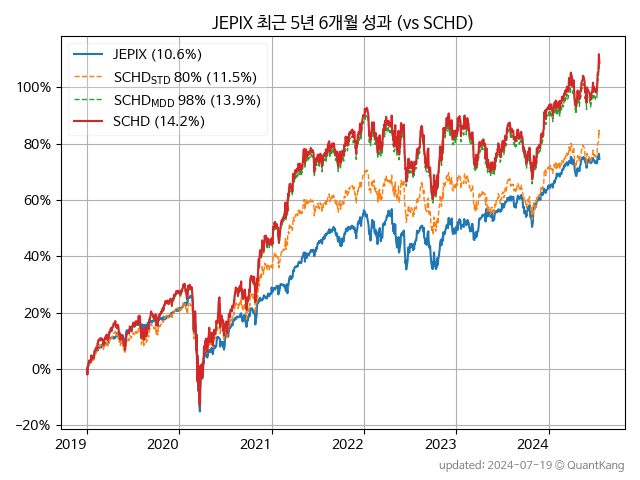 JEPIX 최근 5년 6개월 성과 (vs SCHD)
JEPIX (10.6%)
SCHD_STD 80% (11.5%)
SCHD_MDD 98% (13.9%)
SCHD (14.2%)
100%
80%
60%
40%
20%
0%
−20%
2019 2020 2021 2022 2023 2024
updated: 2024-07-19 © QuantKang